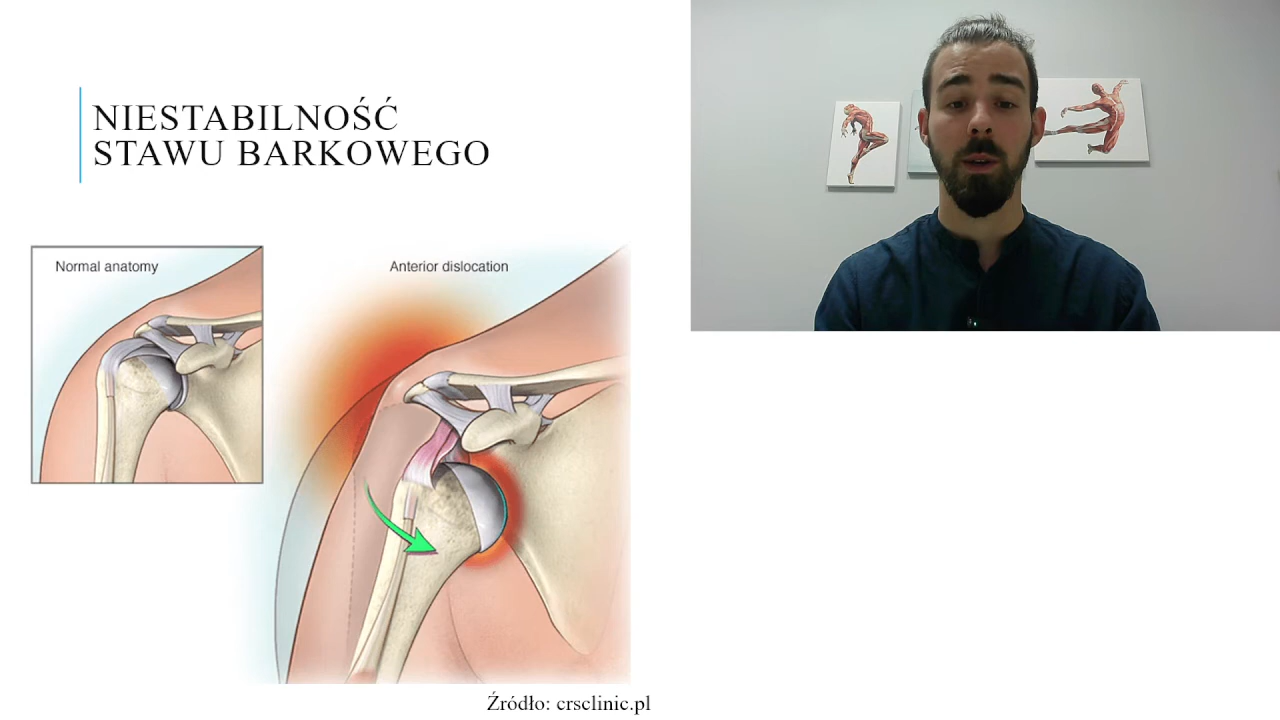 NIESTABILNOŚĆ
STAWU BARKOWEGO
Normal anatomy
Anterior dislocation
Źródło: crsclinic.pl